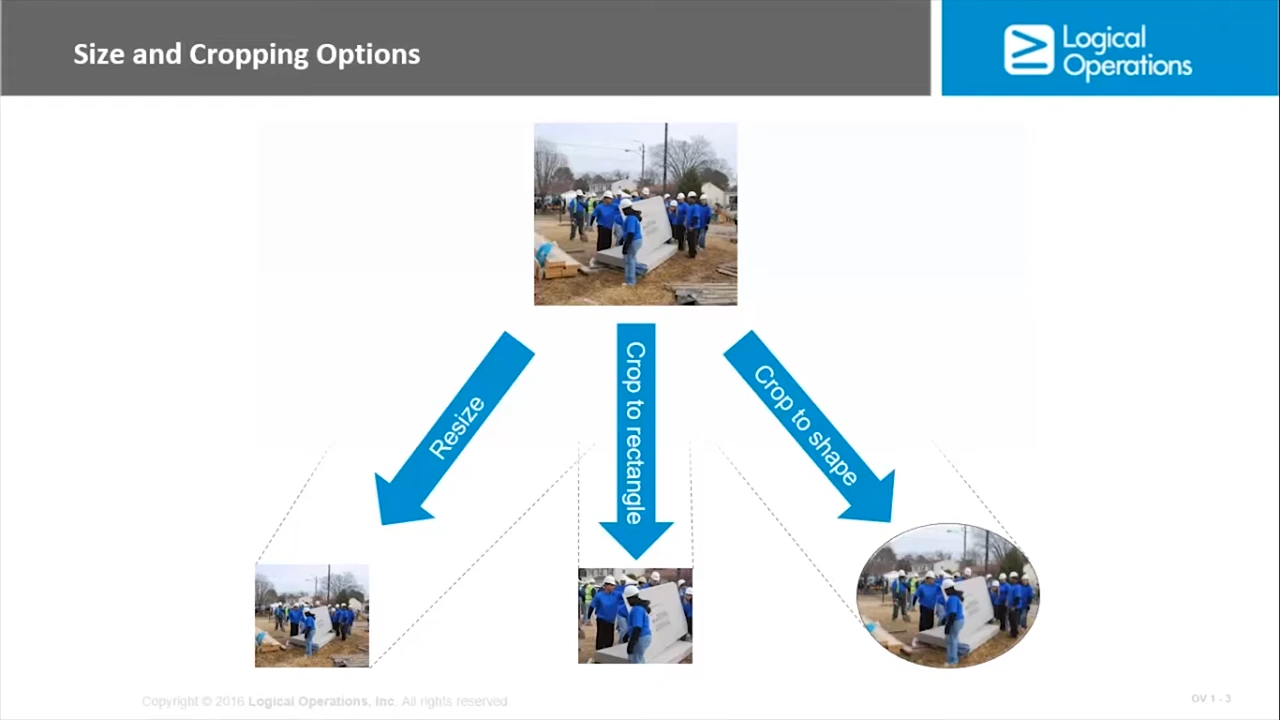 Size and Cropping Options
Logical
Operations
Resize
Crop to rectangle
Crop to shape
Copyright © 2016 Logical Operations, Inc. All rights reserved
OV 1 - 3